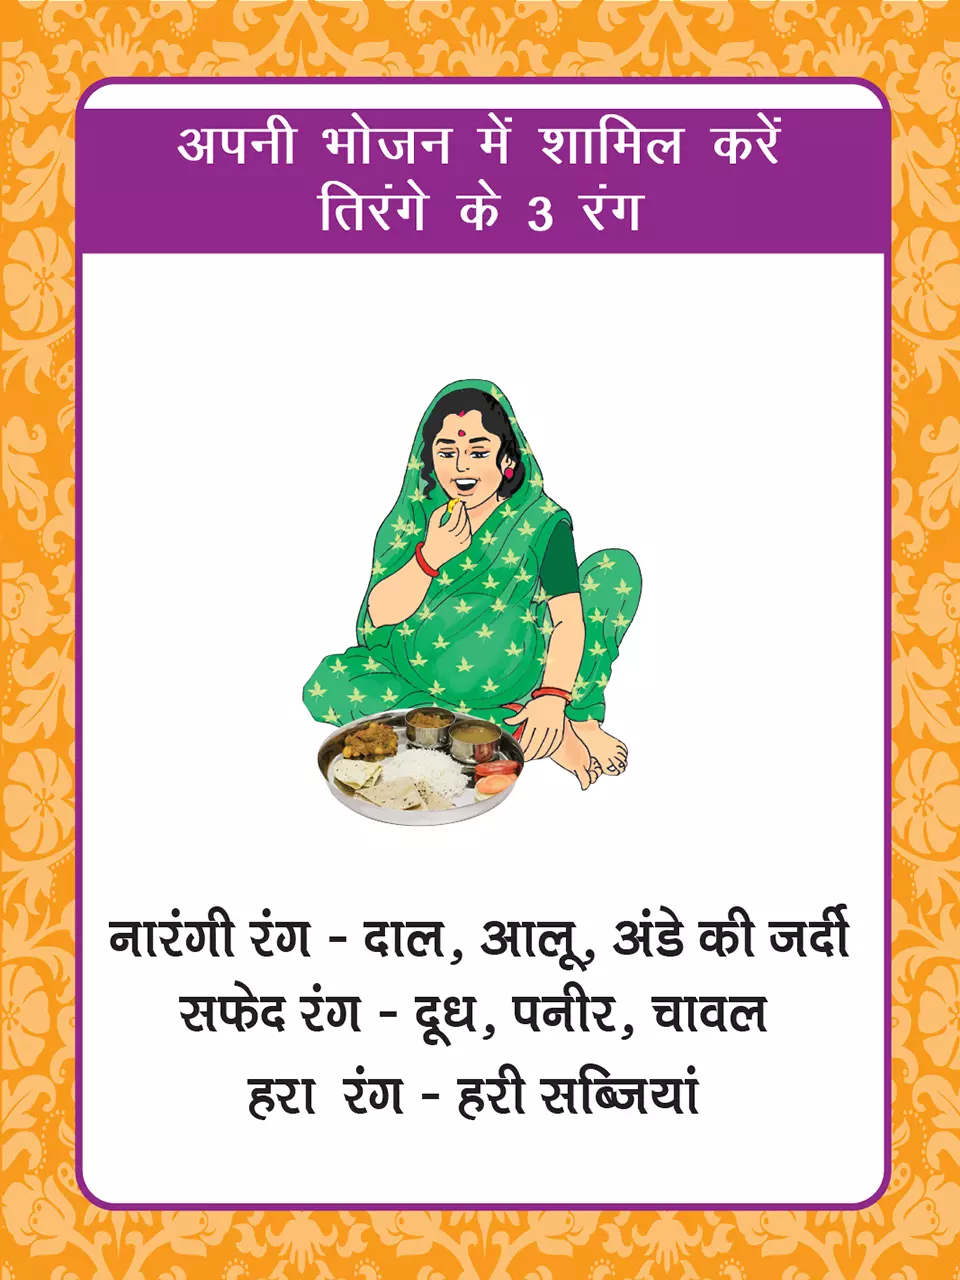 अपनी भोजन में शामिल करें
तिरंगे के 3 रंग
नारंगी रंग - दाल, आलू, अंडे की जर्दी
सफेद रंग - दूध, पनीर, चावल
हरा रंग - हरी सब्जियां